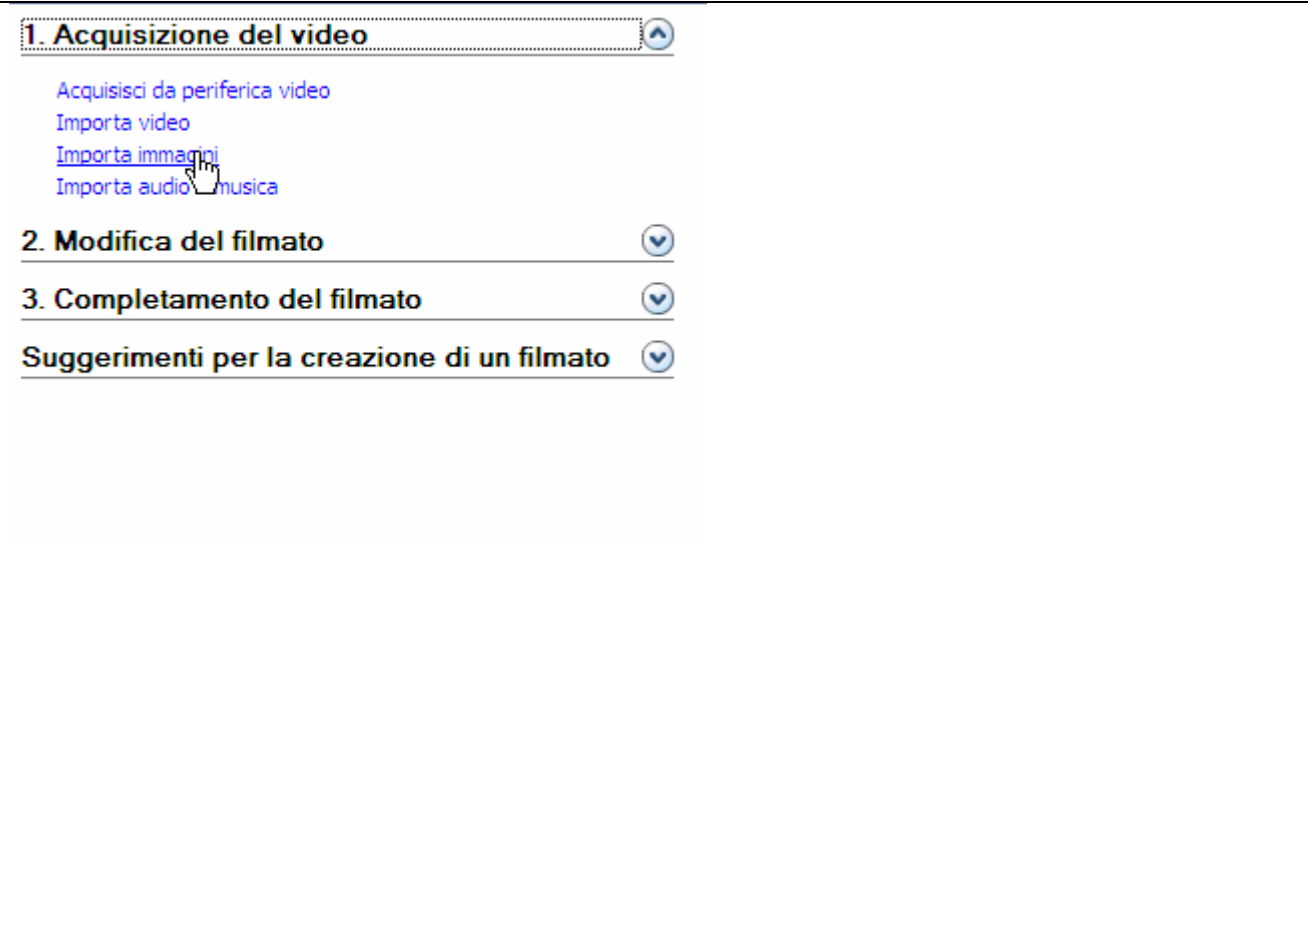 1. Acquisizione del video
Acquisisci da periferica video
Importa video
Importa immagini
Importa audio musica
2. Modifica del filmato
3. Completamento del filmato
Suggerimenti per la creazione di un filmato